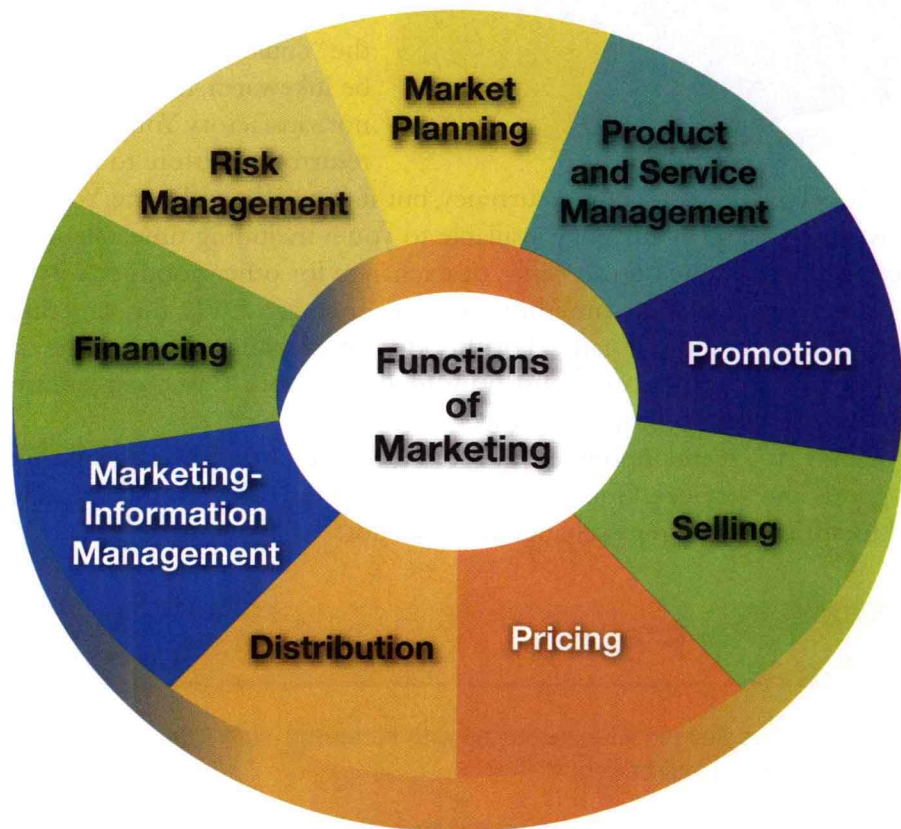 Market
Planning
Product
and Service
Management
Promotion
Selling
Pricing
Distribution
Marketing-
Information
Management
Financing
Risk
Management
Functions
of
Marketing